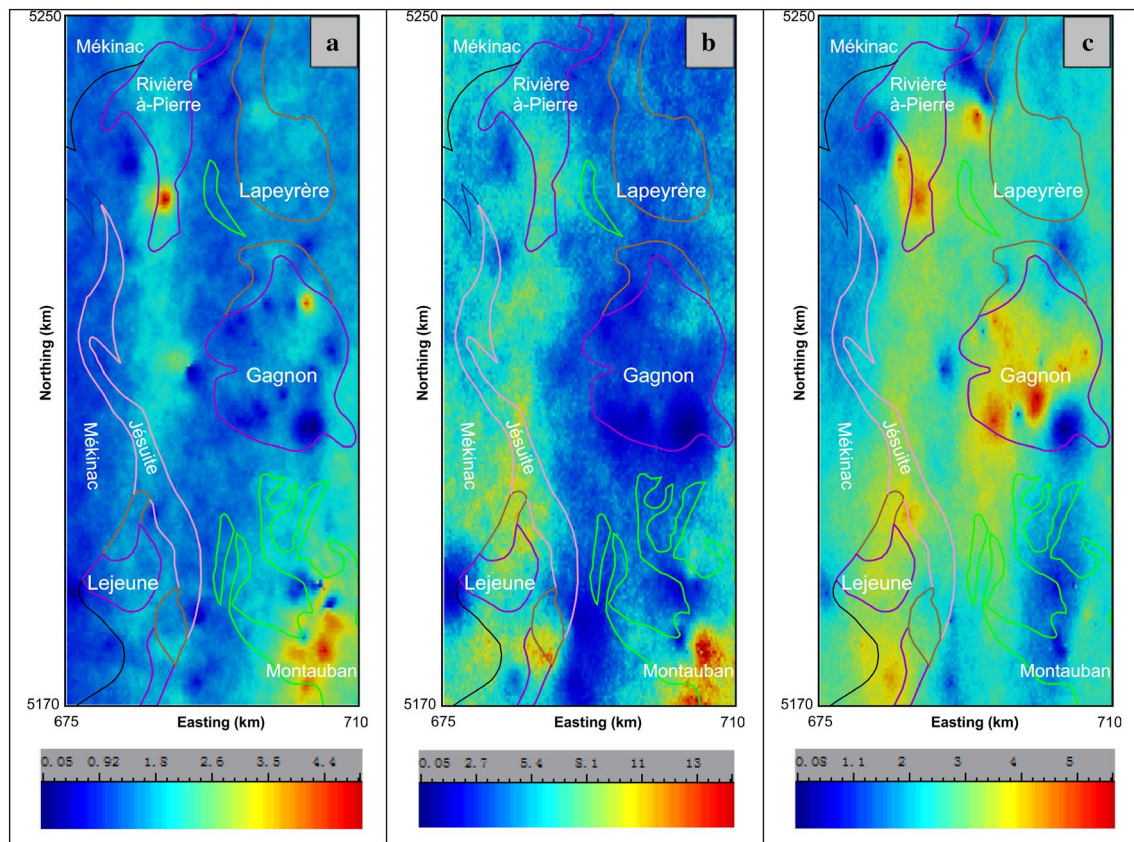 5250
a
Mékinac
Rivière
à-Pierre
Lapeyrère
Northing (km)
Gagnon
Jésuite
Mékinac
Lejeune
Montauban
5170
675
Easting (km)
710
0.05 0.92 1.8 2.6 3.5 4.4
5250
b
Mékinac
Rivière
à-Pierre
Lapeyrère
Northing (km)
Gagnon
Jésuite
Mékinac
Lejeune
Montauban
5170
675
Easting (km)
710
0.05 2.7 5.4 8.1 11 13
5250
c
Mékinac
Rivière
à-Pierre
Lapeyrère
Northing (km)
Gagnon
Jésuite
Mékinac
Lejeune
Montauban
5170
675
Easting (km)
710
0.08 1.1 2 3 4 5